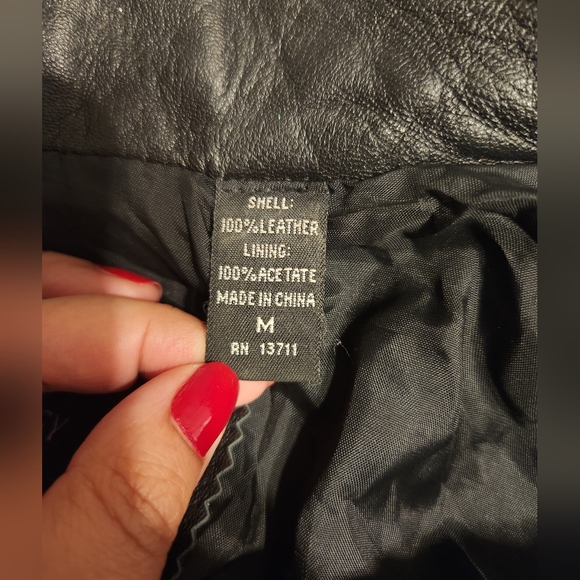 SHELL:
100%LEATHER
LINING:
100%ACETATE
MADE IN CHINA
M
RN 13711